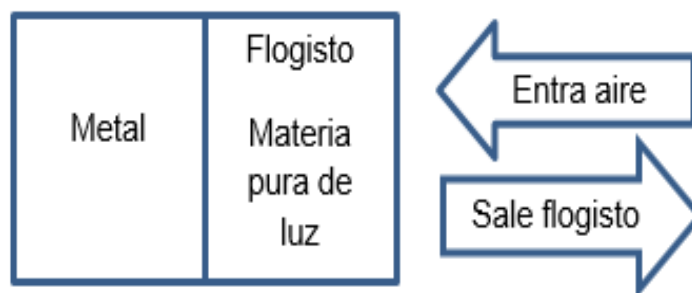 Metal
Flogisto
Materia
pura de
luz
Entra aire
Sale flogisto